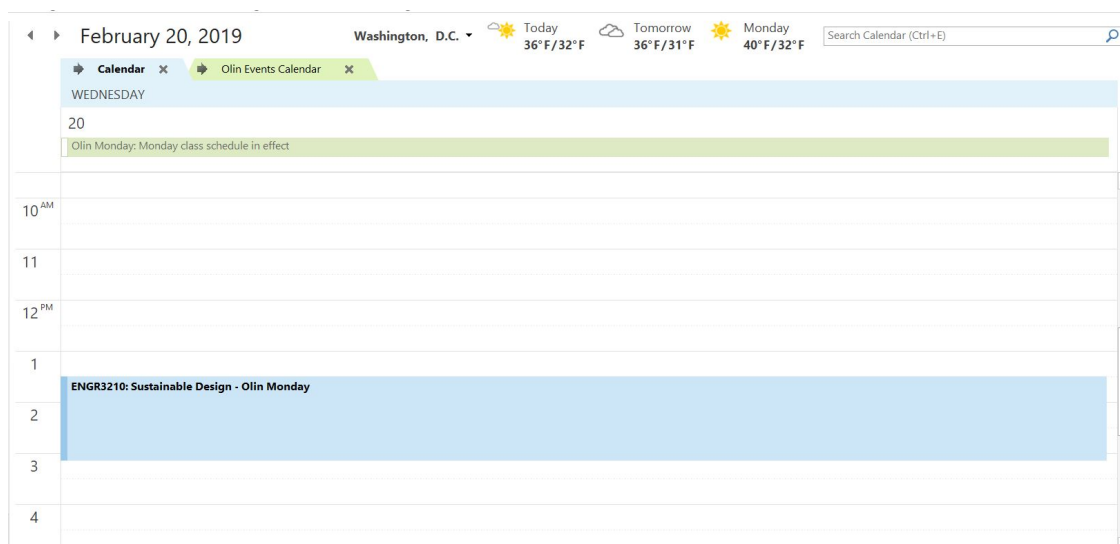 February 20, 2019
Washington, D.C.
Today
36°F/32°F
Tomorrow
36°F/31°F
Monday
40°F/32°F
Search Calendar (Ctrl+E)
Calendar
Olin Events Calendar
WEDNESDAY
20
Olin Monday: Monday class schedule in effect
10 AM
11
12 PM
1
ENGR3210: Sustainable Design - Olin Monday
2
3
4